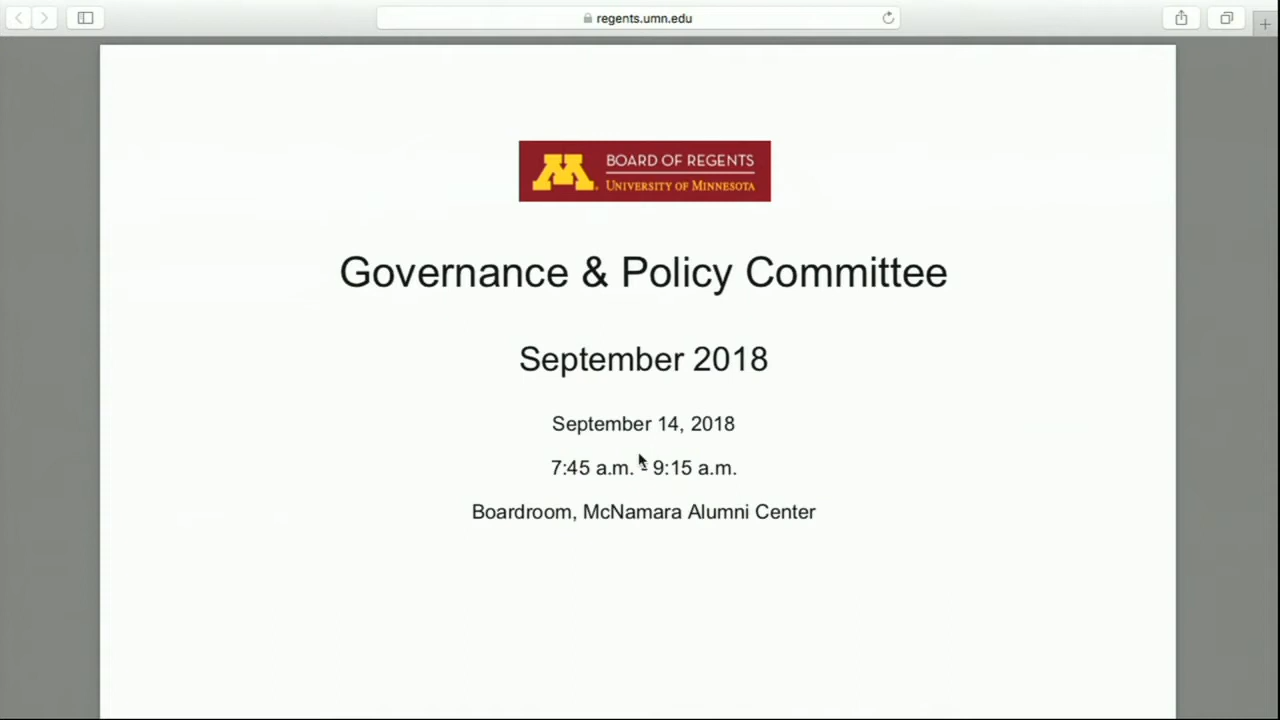 regents.umn.edu
M
BOARD OF REGENTS
UNIVERSITY OF MINNESOTA
Governance & Policy Committee
September 2018
September 14, 2018
7:45 a.m. - 9:15 a.m.
Boardroom, McNamara Alumni Center